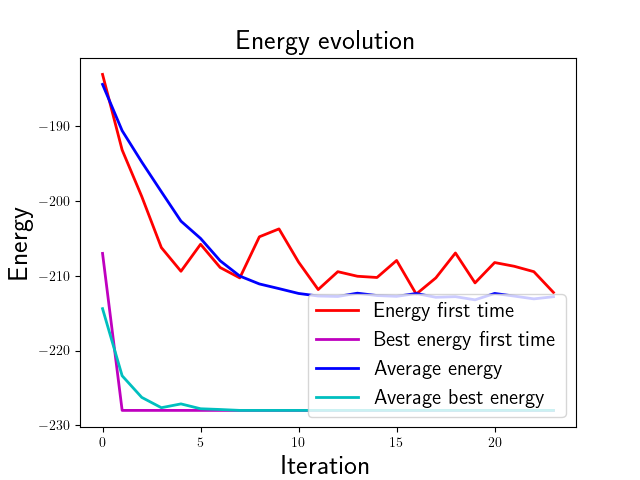 Energy evolution
Energy
−190
−200
−210
−220
−230
0
5
10
15
20
Iteration
Energy first time
Best energy first time
Average energy
Average best energy